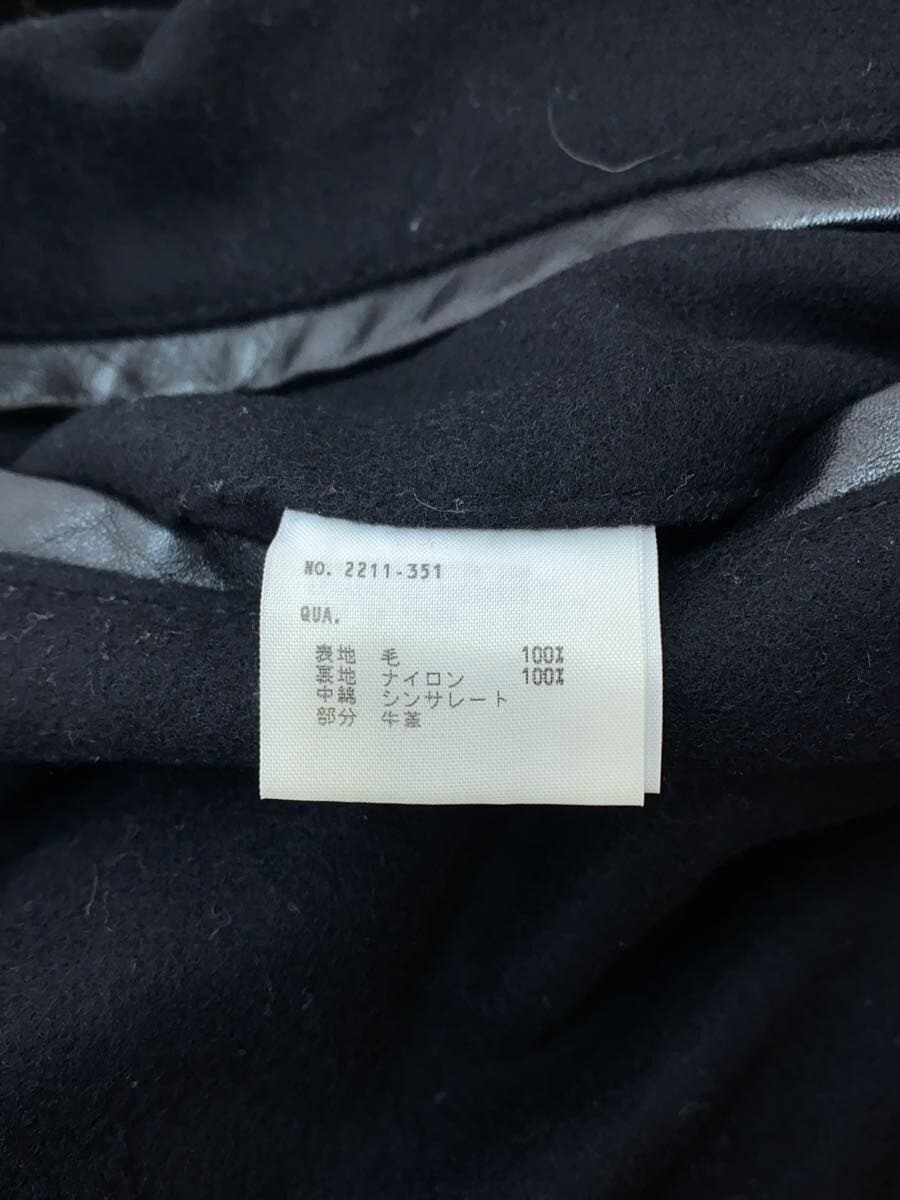 NO. 2211-351
QUA.
表地 毛 100%
裏地 ナイロン 100%
中綿 シンサレート
部分 牛革